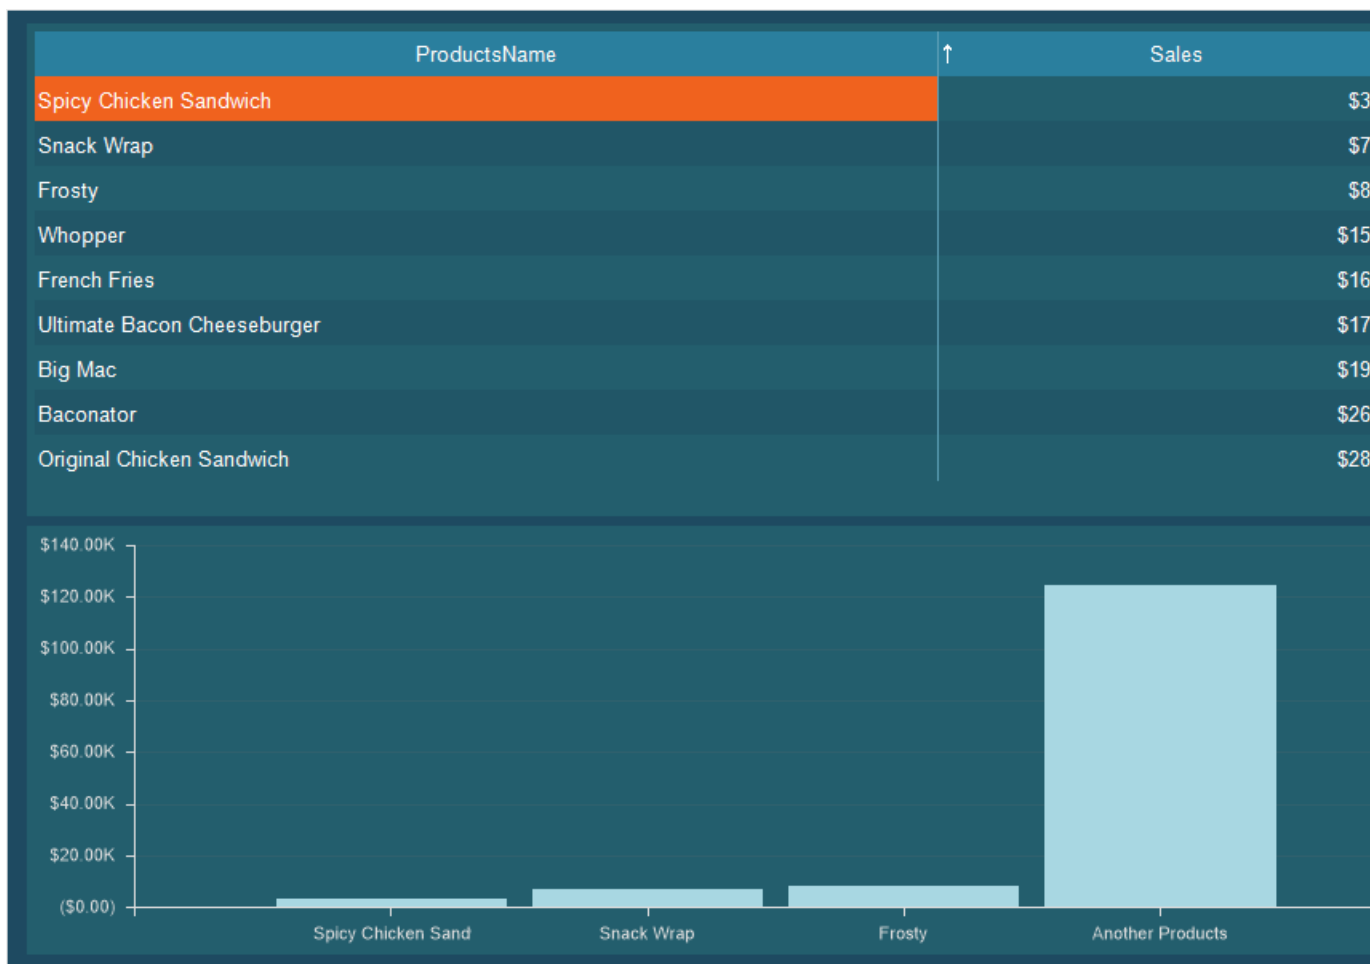 ProductsName ↑ Sales
Spicy Chicken Sandwich $3
Snack Wrap $7
Frosty $8
Whopper $15
French Fries $16
Ultimate Bacon Cheeseburger $17
Big Mac $19
Baconator $26
Original Chicken Sandwich $28
$140.00K
$120.00K
$100.00K
$80.00K
$60.00K
$40.00K
$20.00K
($0.00)
Spicy Chicken Sand Snack Wrap Frosty Another Products